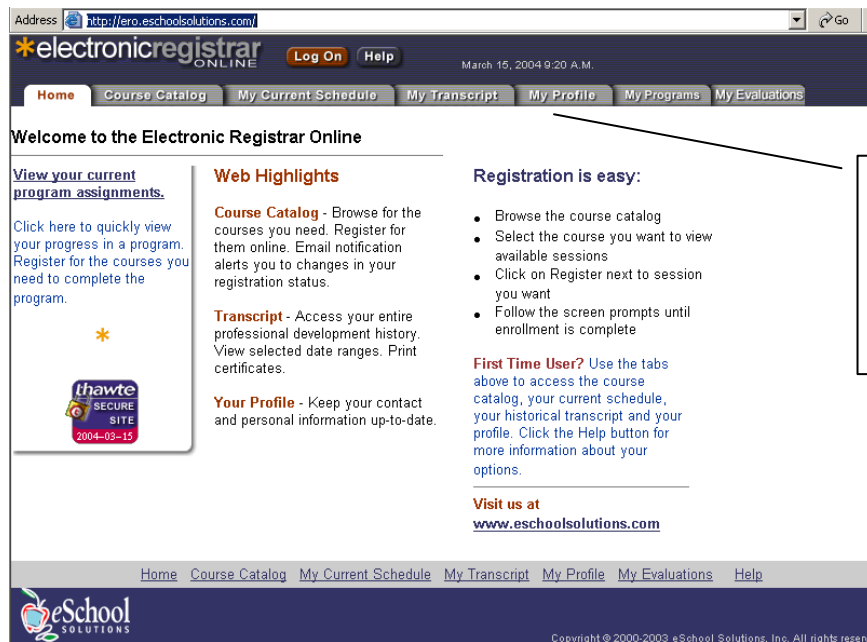 Address http://ero.eschoolsolutions.com/ Go
*electronicregistrar
ONLINE
Log On Help
March 15, 2004 9:20 A.M.
Home Course Catalog My Current Schedule My Transcript My Profile My Programs My Evaluations
Welcome to the Electronic Registrar Online
View your current
program assignments.
Click here to quickly view
your progress in a program.
Register for the courses you
need to complete the
program.
*
thawte
SECURE
SITE
2004-03-15
Web Highlights
Course Catalog - Browse for the
courses you need. Register for
them online. Email notification
alerts you to changes in your
registration status.
Transcript - Access your entire
professional development history.
View selected date ranges. Print
certificates.
Your Profile - Keep your contact
and personal information up-to-date.
Registration is easy:
• Browse the course catalog
• Select the course you want to view
available sessions
• Click on Register next to session
you want
• Follow the screen prompts until
enrollment is complete
First Time User? Use the tabs
above to access the course
catalog, your current schedule,
your historical transcript and your
profile. Click the Help button for
more information about your
options.
Visit us at
www.eschoolsolutions.com
Home Course Catalog My Current Schedule My Transcript My Profile My Evaluations Help
eSchool
SOLUTIONS
Copyright © 2000-2003 eSchool Solutions, Inc. All rights reser